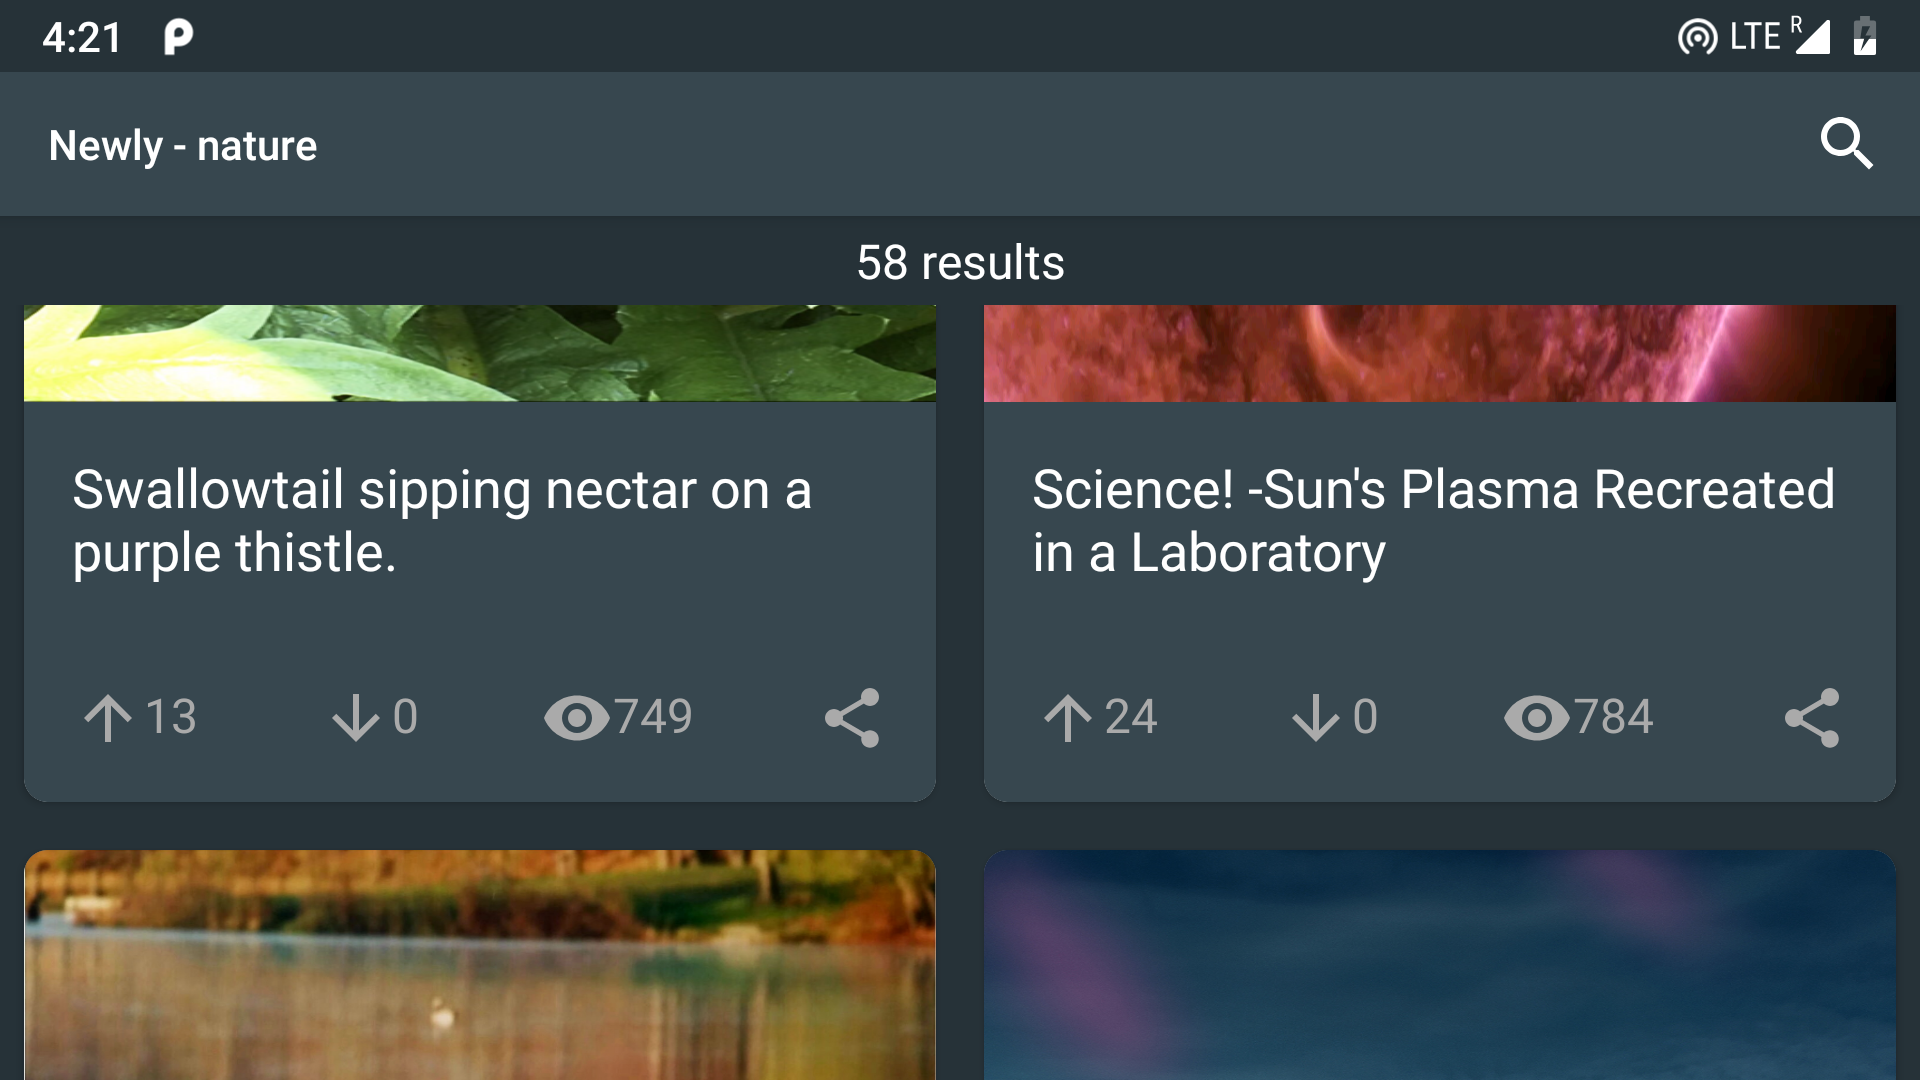 4:21
LTE R
Newly - nature
58 results
Swallowtail sipping nectar on a
purple thistle.
13 0 749
Science! -Sun's Plasma Recreated
in a Laboratory
24 0 784